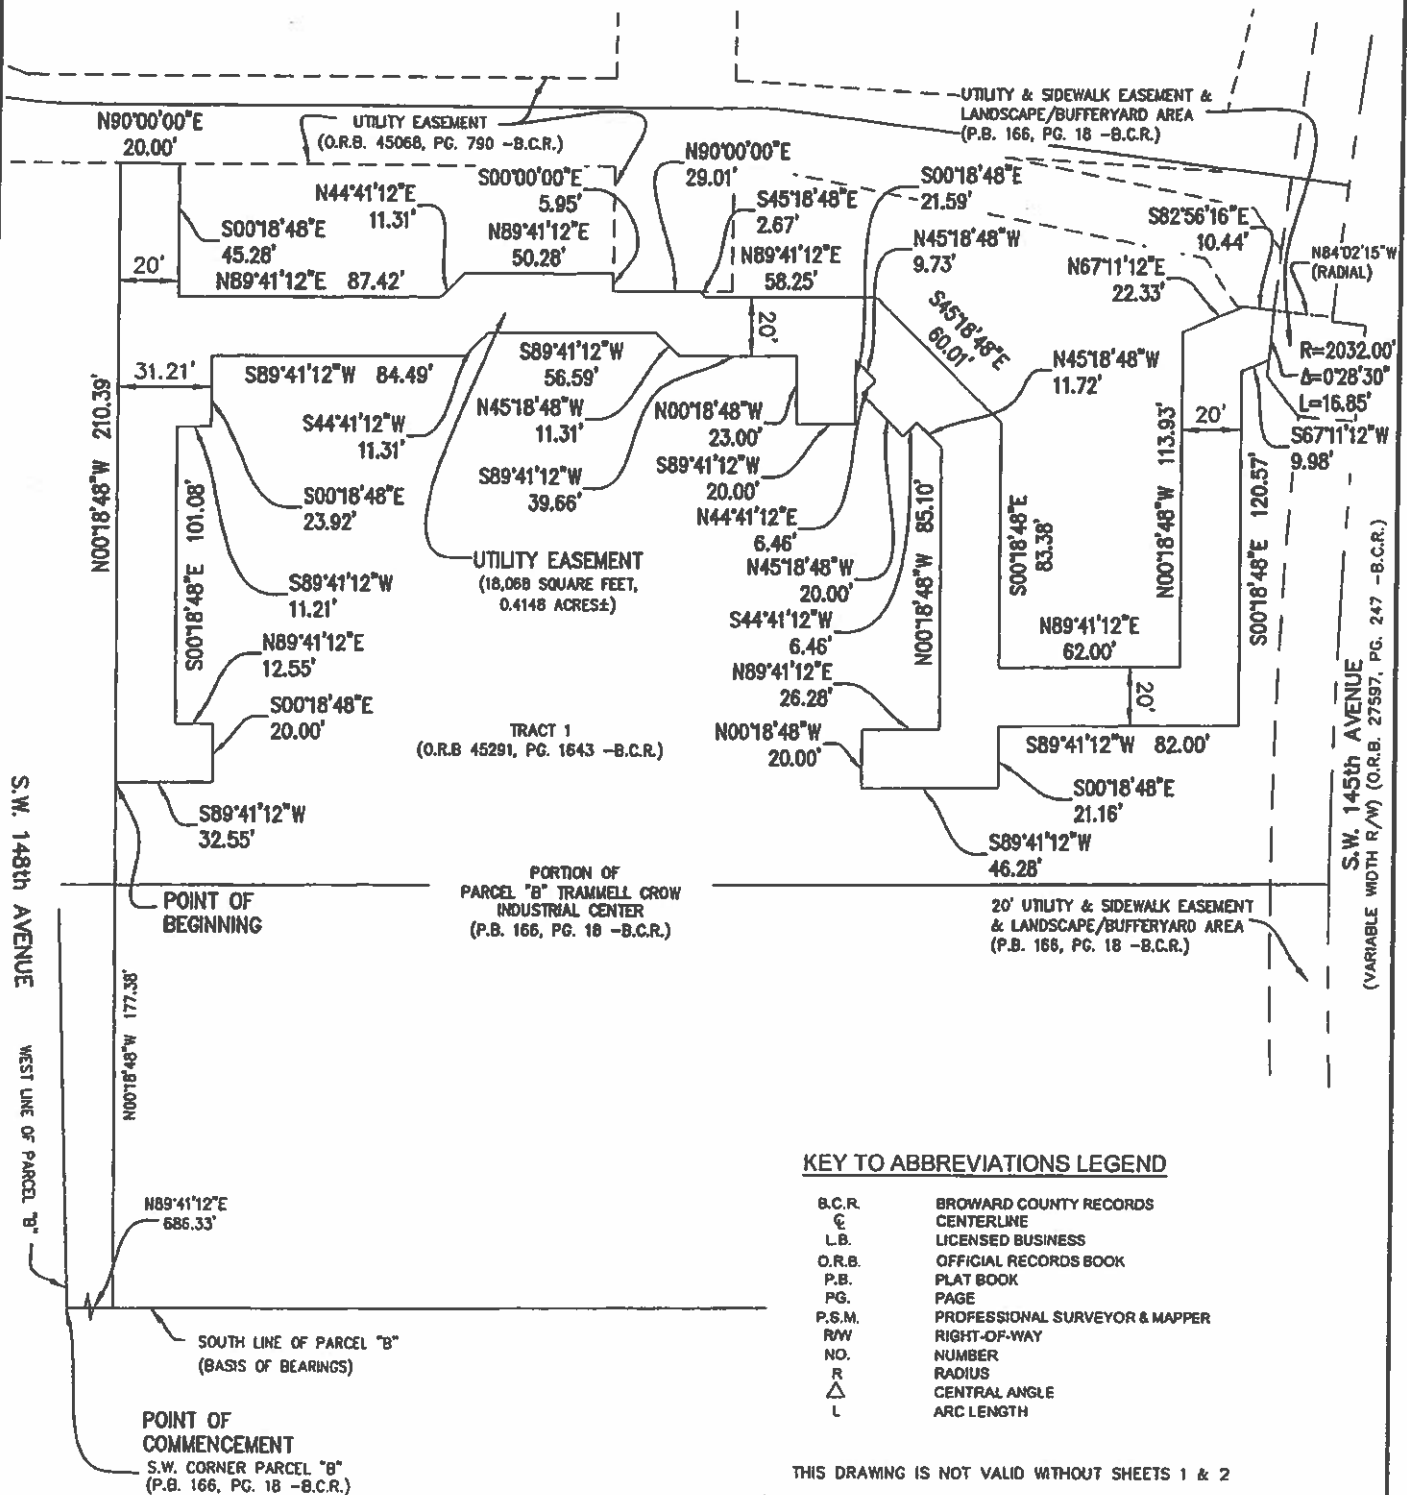 UTILITY & SIDEWALK EASEMENT &
LANDSCAPE/BUFFERYARD AREA
(P.B. 166, PG. 18 -B.C.R.)
N90°00'00"E
20.00'
UTILITY EASEMENT
(O.R.B. 45068, PG. 790 -B.C.R.)
N90°00'00"E
29.01'
S00°18'48"E
21.59'
N44°41'12"E
11.31'
S00°00'00"E
5.95'
S45°18'48"E
2.67'
S82°56'16"E
10.44'
S00°18'48"E
45.28'
N89°41'12"E
50.28'
N89°41'12"E
58.25'
N45°18'48"W
9.73'
N67°11'12"E
22.33'
N84°02'15"W
(RADIAL)
20'
N89°41'12"E 87.42'
S45°18'48"E
60.01'
20'
R=2032.00'
Δ=0°28'30"
L=16.85'
31.21'
S89°41'12"W 84.49'
S89°41'12"W
56.59'
N45°18'48"W
11.72'
N00°18'48"W 210.39'
S44°41'12"W
11.31'
N45°18'48"W
11.31'
N00°18'48"W
23.00'
20'
S67°11'12"W
9.98'
N00°18'48"W 113.93'
S89°41'12"W
39.66'
S89°41'12"W
20.00'
S00°18'48"E
23.92'
S00°18'48"E 101.08'
N44°41'12"E
6.46'
N00°18'48"W 85.10'
S00°18'48"E
83.38'
S00°18'48"E 120.57'
UTILITY EASEMENT
(18,068 SQUARE FEET,
0.4148 ACRES±)
N45°18'48"W
20.00'
S89°41'12"W
11.21'
S44°41'12"W
6.46'
N89°41'12"E
62.00'
N89°41'12"E
12.55'
N89°41'12"E
26.28'
20'
S00°18'48"E
20.00'
TRACT 1
(O.R.B 45291, PG. 1643 -B.C.R.)
N00°18'48"W
20.00'
S89°41'12"W 82.00'
S00°18'48"E
21.16'
S.W. 145th AVENUE
(VARIABLE WIDTH R/W) (O.R.B. 27597, PG. 247 -B.C.R.)
S89°41'12"W
32.55'
S89°41'12"W
46.28'
S.W. 148th AVENUE
POINT OF
BEGINNING
PORTION OF
PARCEL "B" TRAMMELL CROW
INDUSTRIAL CENTER
(P.B. 166, PG. 18 -B.C.R.)
20' UTILITY & SIDEWALK EASEMENT
& LANDSCAPE/BUFFERYARD AREA
(P.B. 166, PG. 18 -B.C.R.)
N00°18'48"W 177.38'
WEST LINE OF PARCEL "B"
N89°41'12"E
686.33'
SOUTH LINE OF PARCEL "B"
(BASIS OF BEARINGS)
POINT OF
COMMENCEMENT
S.W. CORNER PARCEL "B"
(P.B. 166, PG. 18 -B.C.R.)
KEY TO ABBREVIATIONS LEGEND
B.C.R. BROWARD COUNTY RECORDS
℄ CENTERLINE
L.B. LICENSED BUSINESS
O.R.B. OFFICIAL RECORDS BOOK
P.B. PLAT BOOK
PG. PAGE
P.S.M. PROFESSIONAL SURVEYOR & MAPPER
R/W RIGHT-OF-WAY
NO. NUMBER
R RADIUS
△ CENTRAL ANGLE
L ARC LENGTH
THIS DRAWING IS NOT VALID WITHOUT SHEETS 1 & 2